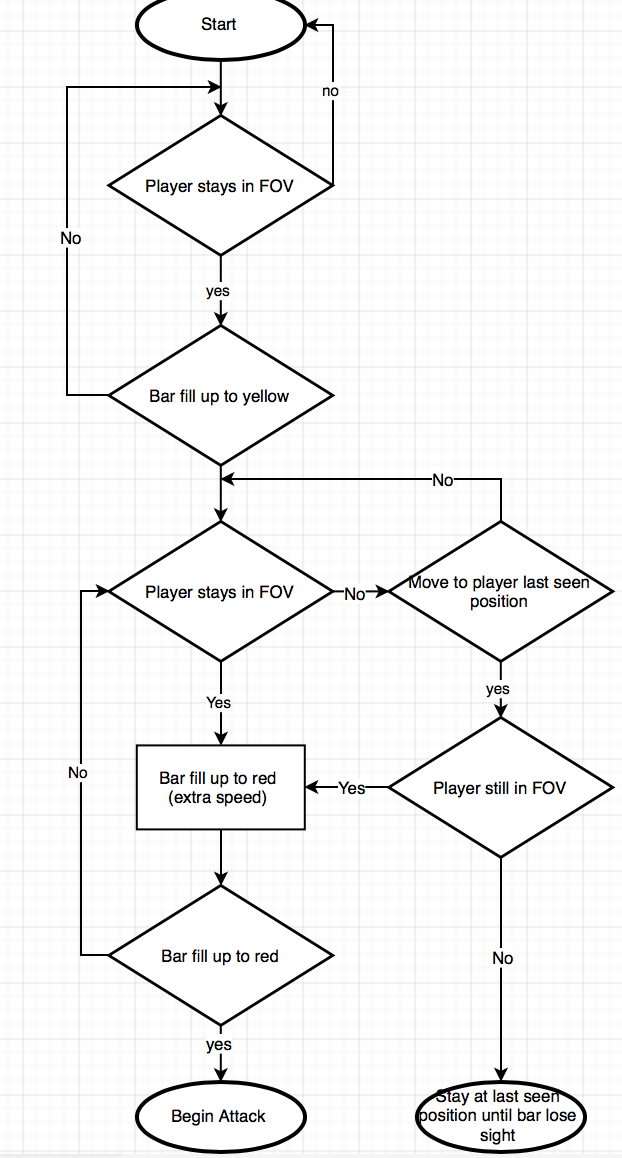 Start
no
Player stays in FOV
No
yes
Bar fill up to yellow
No
Player stays in FOV
No
Move to player last seen
position
Yes
yes
No
Bar fill up to red
(extra speed)
Yes
Player still in FOV
Bar fill up to red
No
yes
Begin Attack
Stay at last seen
position until bar lose
sight